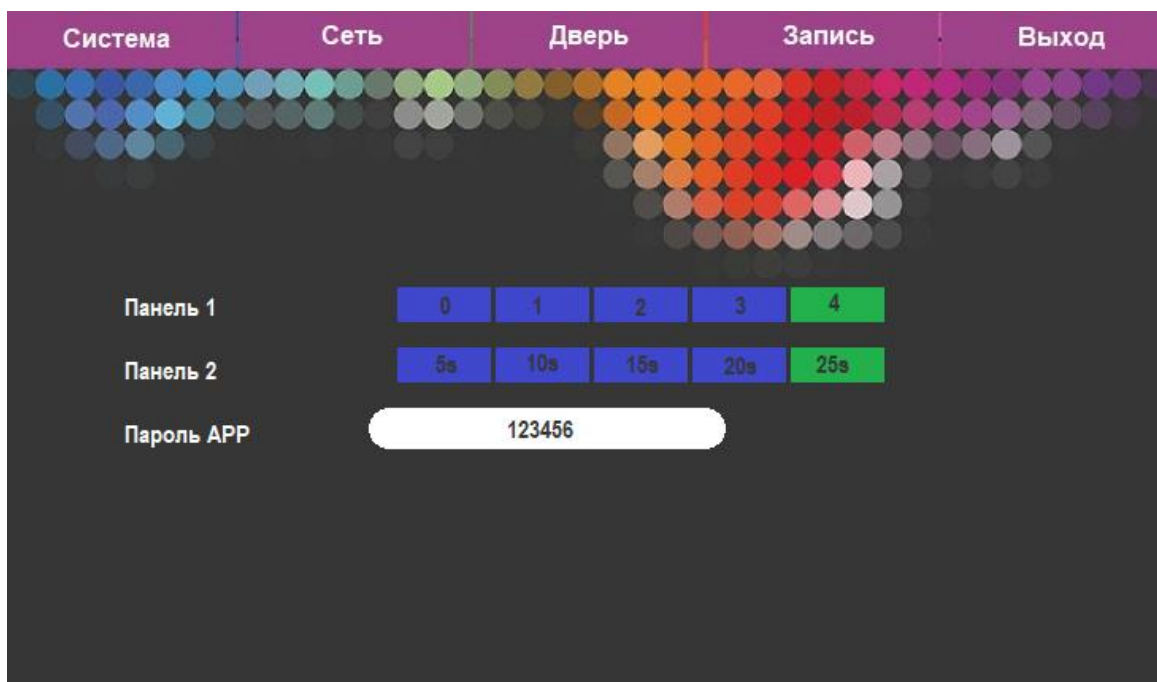 Система Сеть Дверь Запись Выход
Панель 1 0 1 2 3 4
Панель 2 5s 10s 15s 20s 25s
Пароль APP 123456